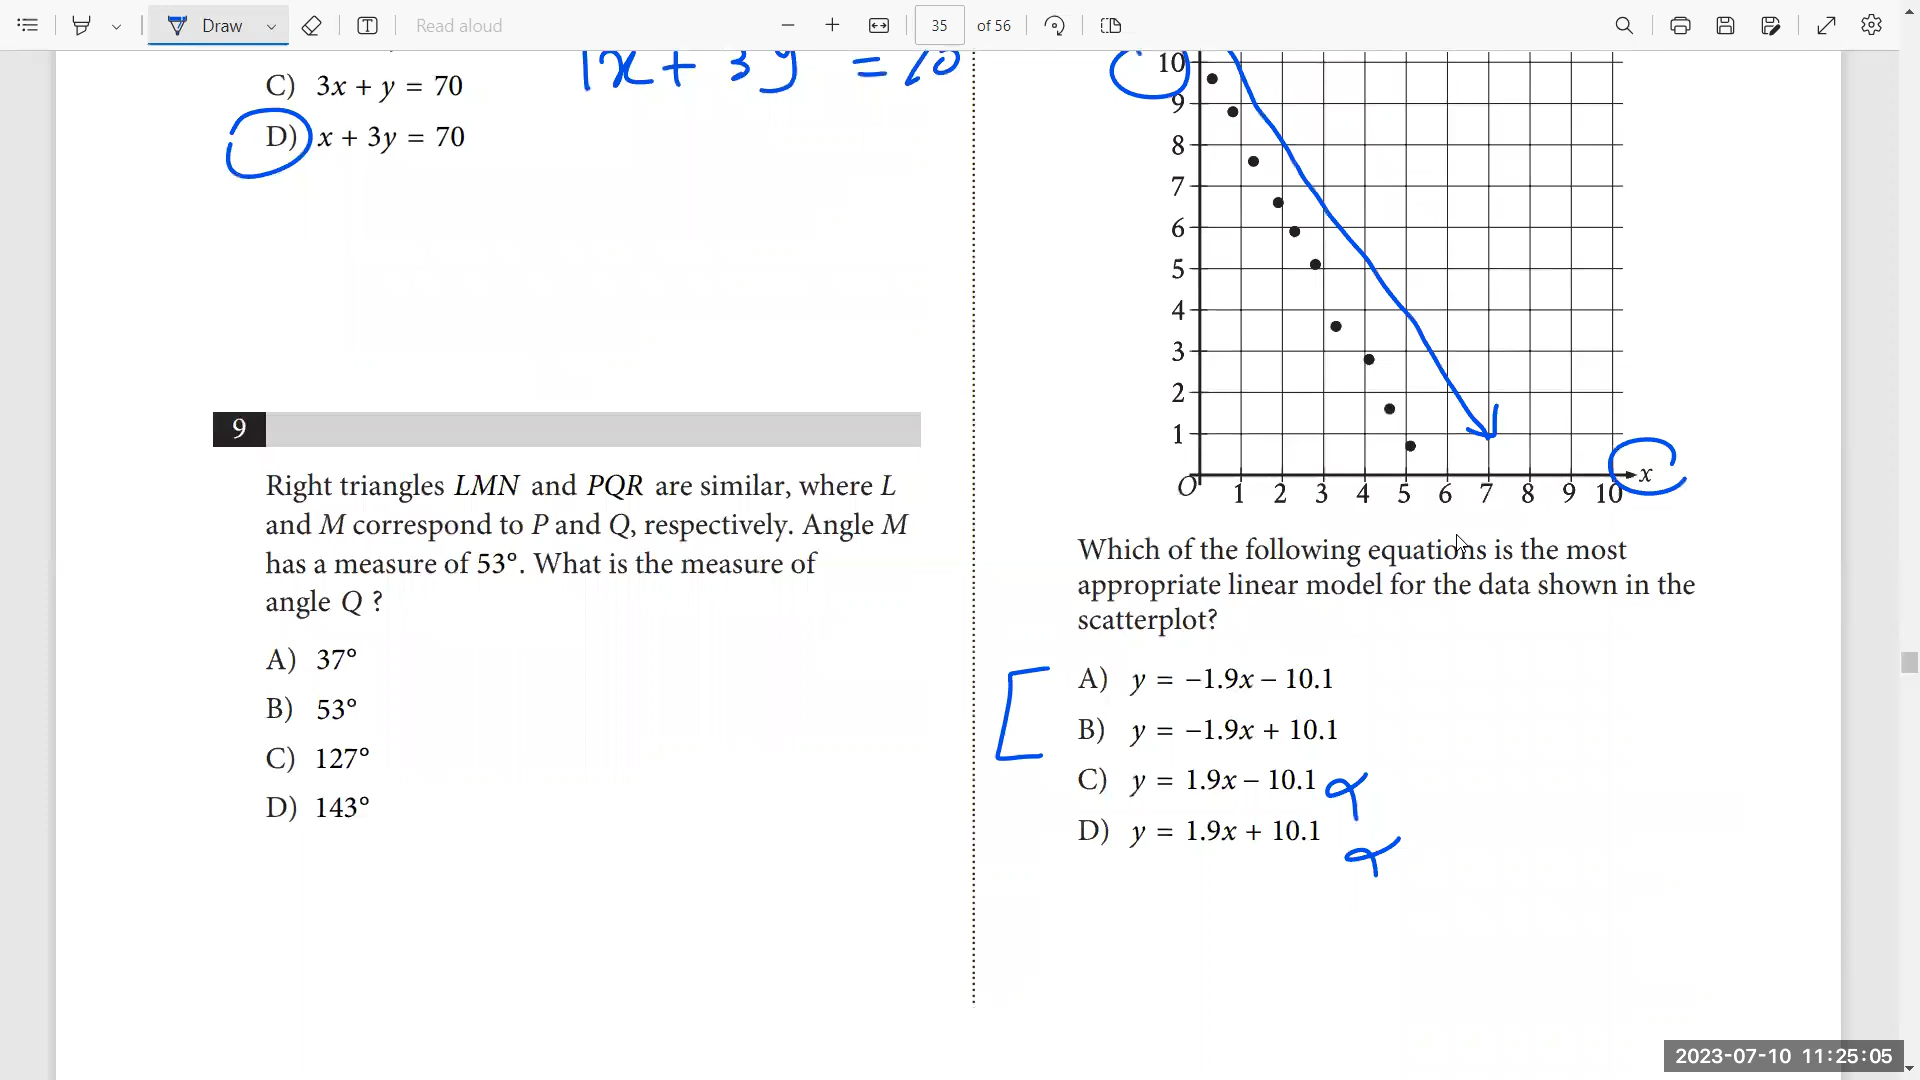 Draw
Read aloud
35
of 56
C) 3x + y = 70
1x + 3y = 70
D) x + 3y = 70
9
Right triangles LMN and PQR are similar, where L
and M correspond to P and Q, respectively. Angle M
has a measure of 53°. What is the measure of
angle Q ?
A) 37°
B) 53°
C) 127°
D) 143°
10
9
8
7
6
5
4
3
2
1
O
1 2 3 4 5 6 7 8 9 10
x
Which of the following equations is the most
appropriate linear model for the data shown in the
scatterplot?
A) y = −1.9x − 10.1
B) y = −1.9x + 10.1
C) y = 1.9x − 10.1
D) y = 1.9x + 10.1
2023-07-10 11:25:05